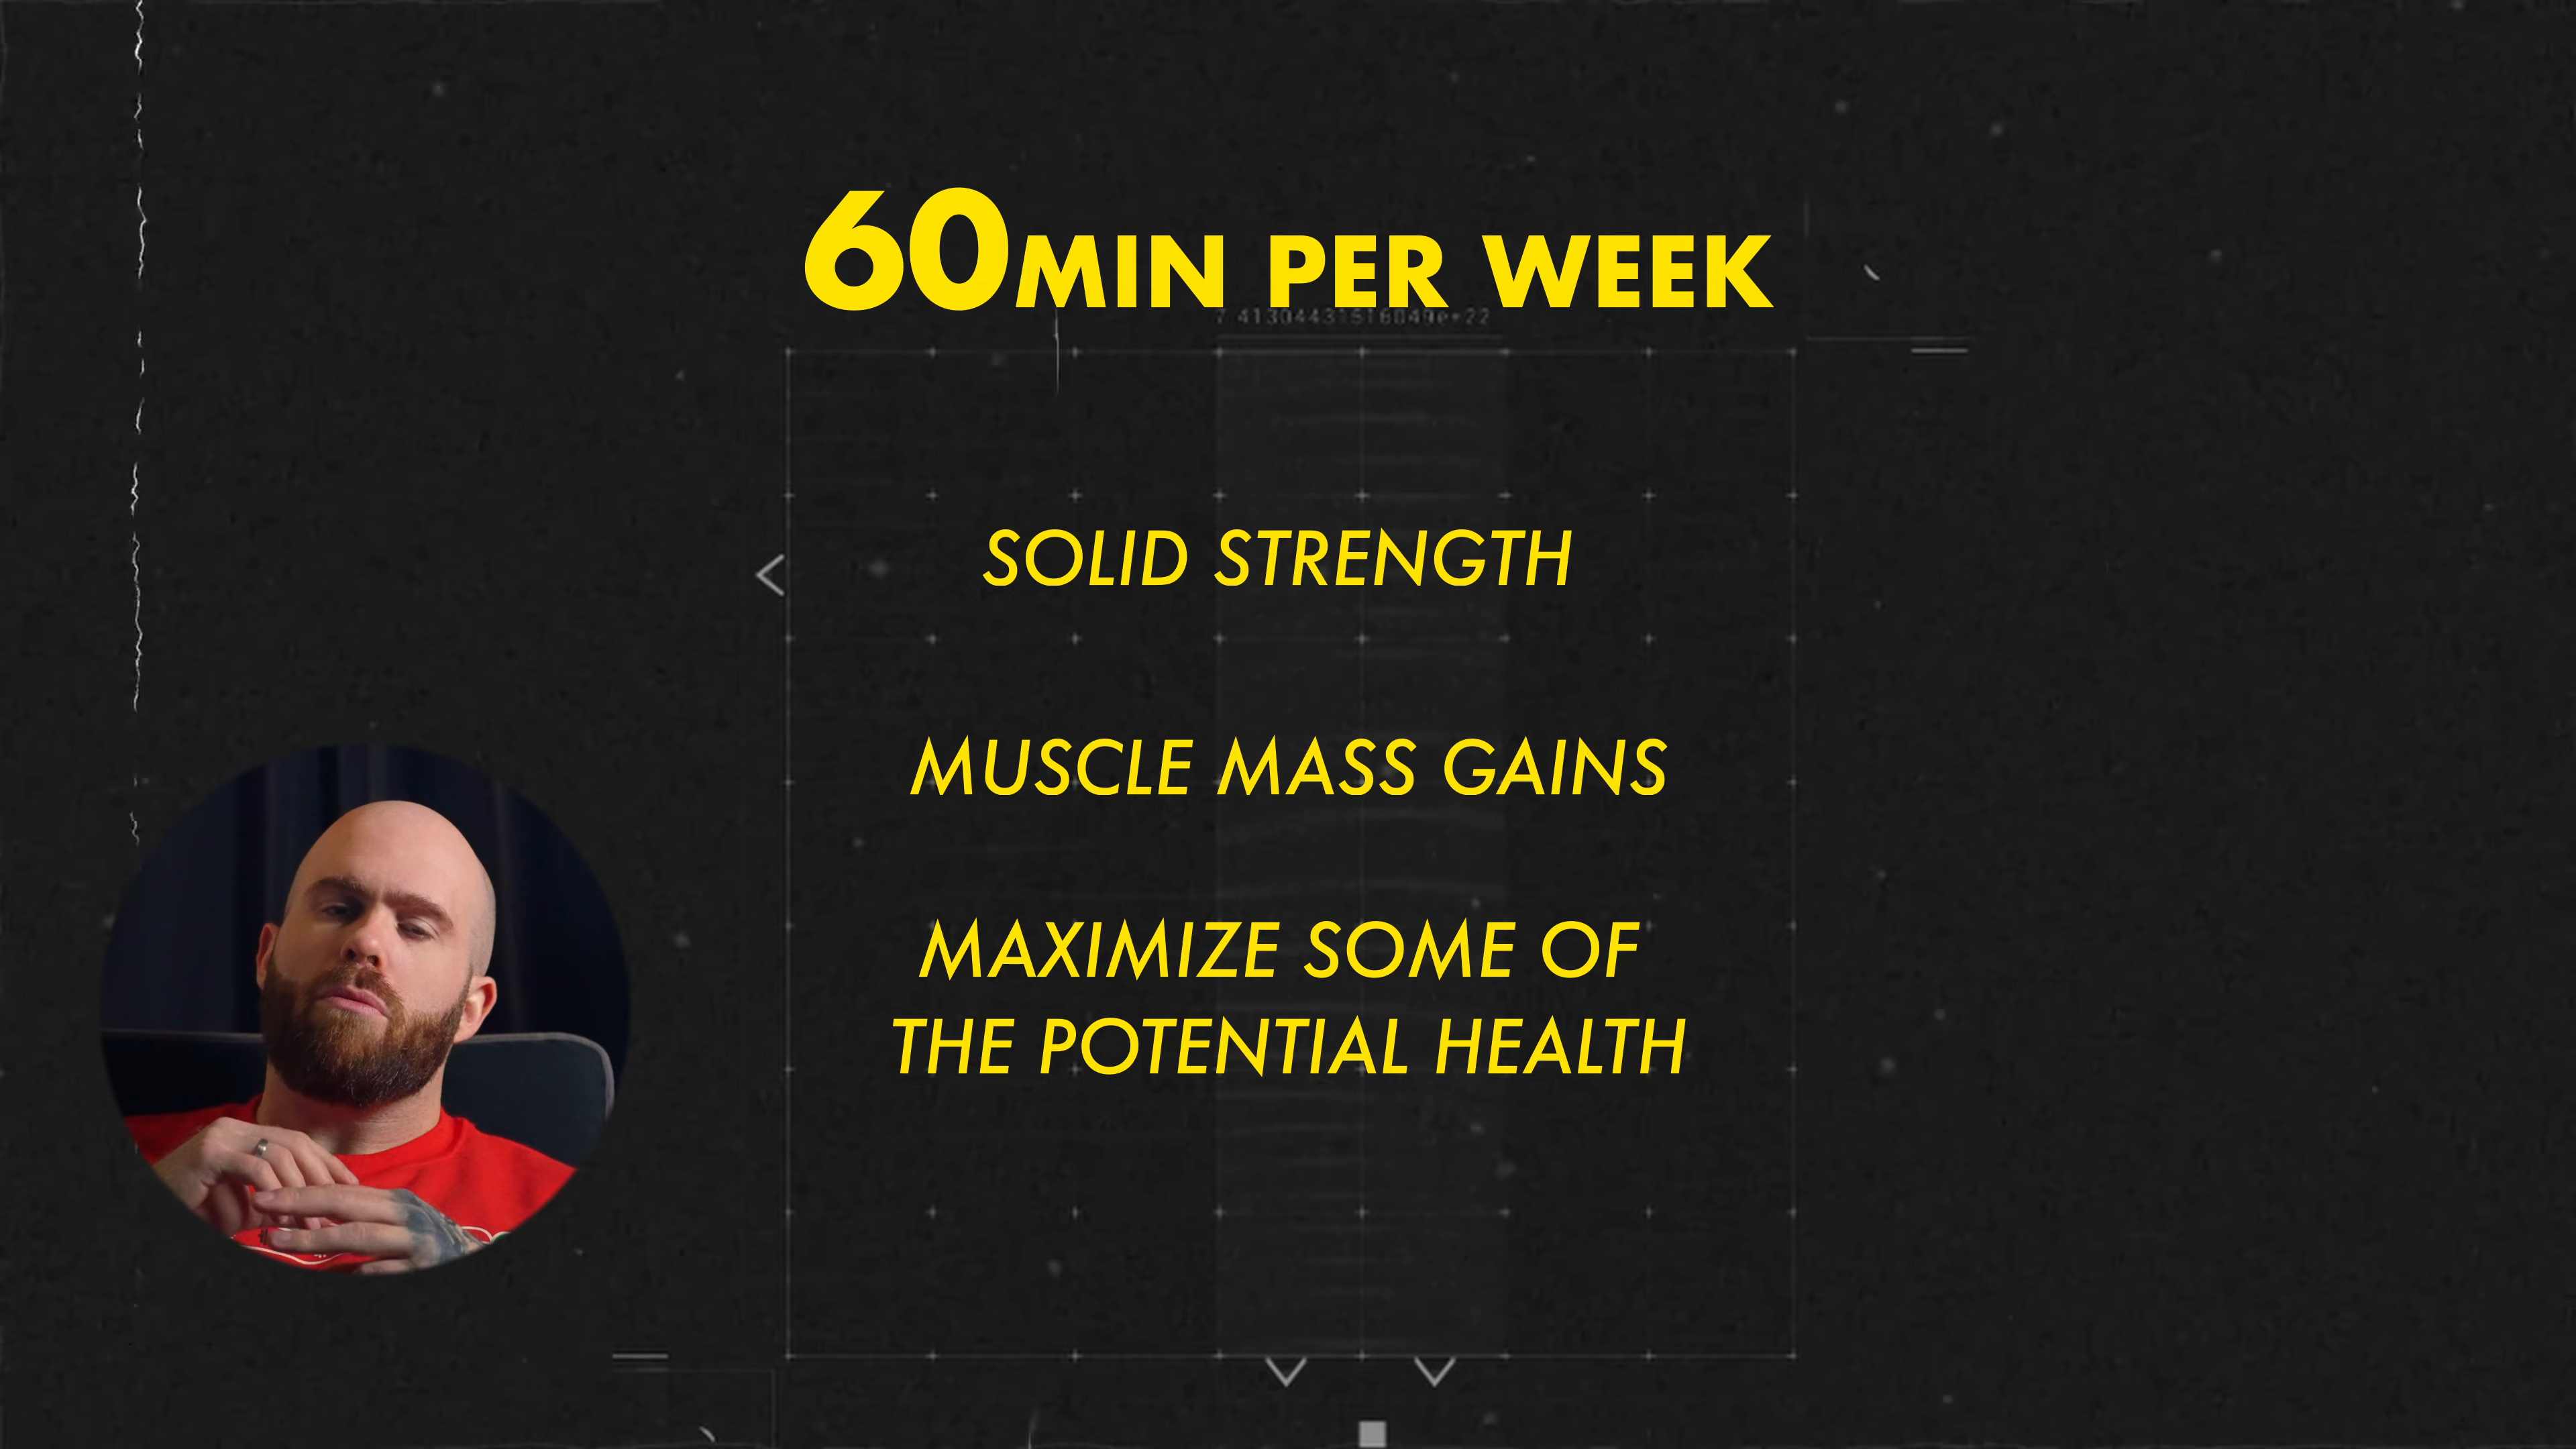 60MIN PER WEEK
SOLID STRENGTH
MUSCLE MASS GAINS
MAXIMIZE SOME OF
THE POTENTIAL HEALTH